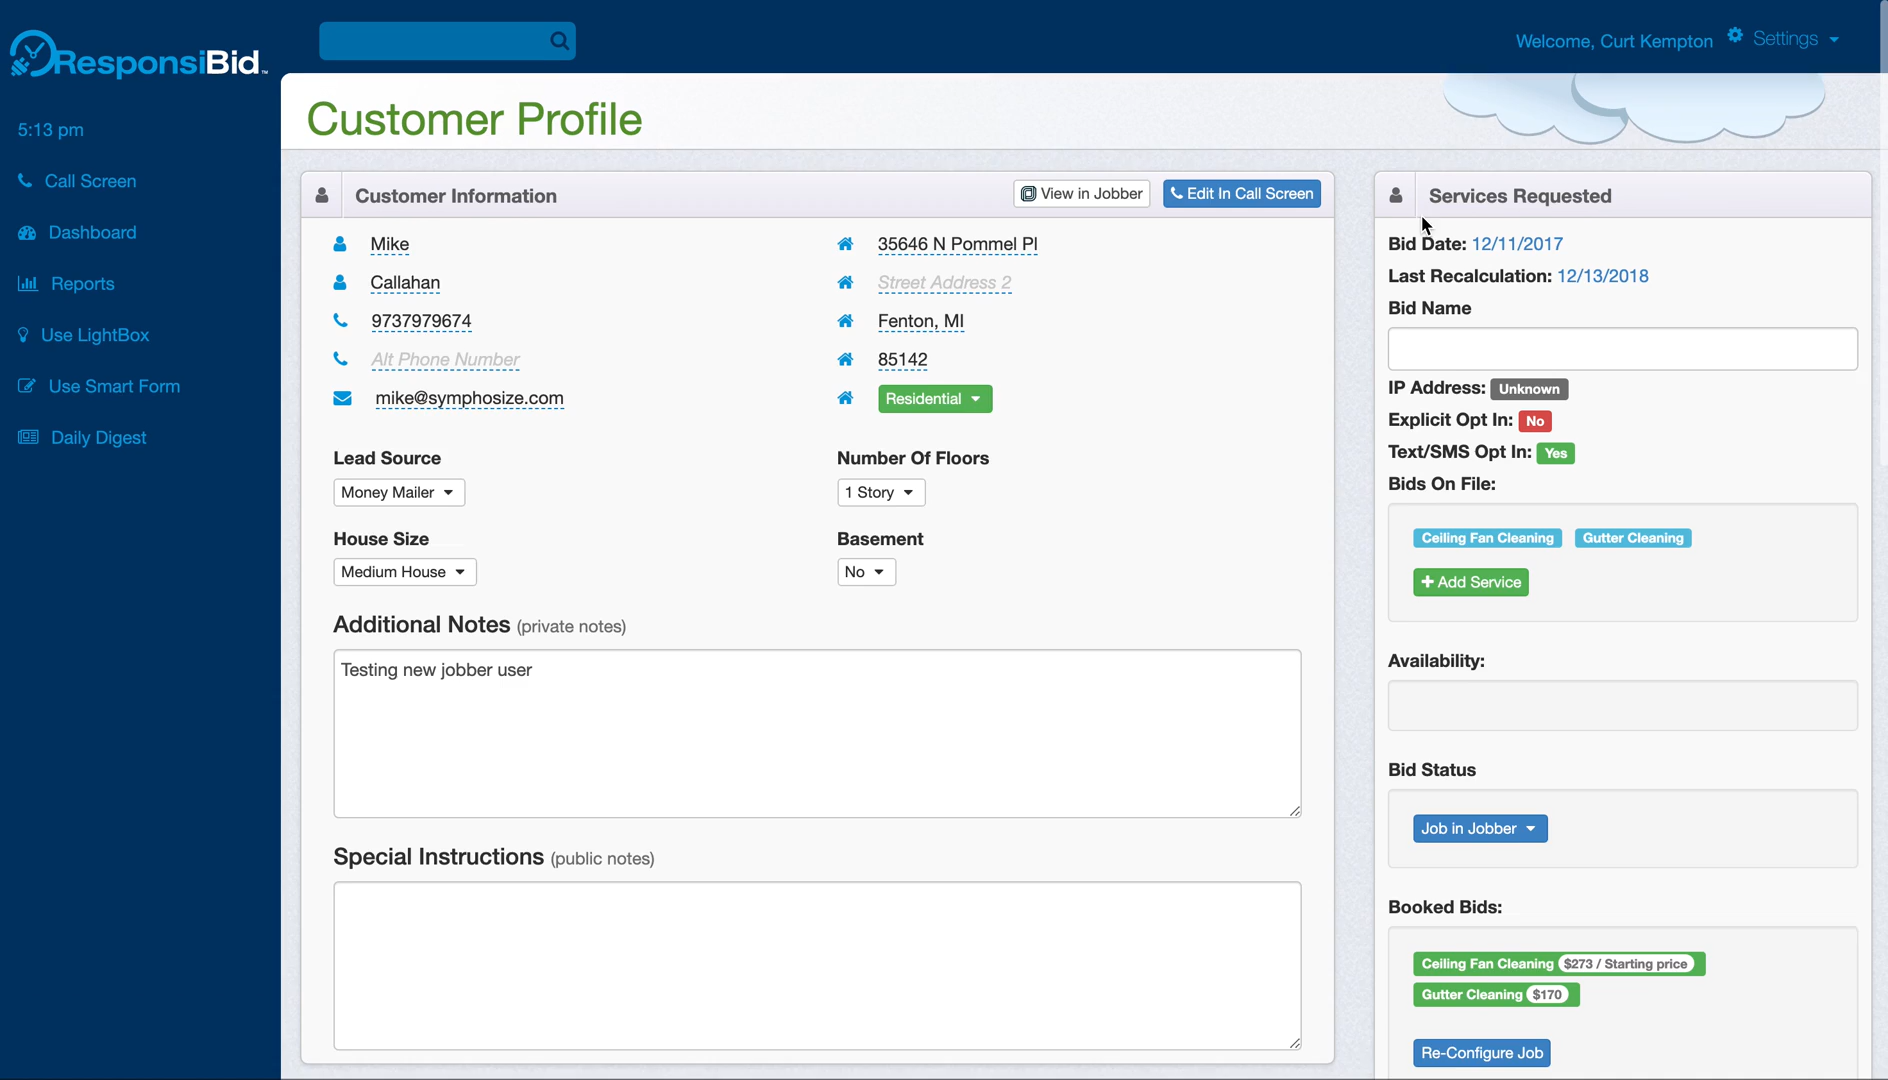 ResponsiBid™
Welcome, Curt Kempton Settings
5:13 pm
Call Screen
Dashboard
Reports
Use LightBox
Use Smart Form
Daily Digest
Customer Profile
Customer Information
View in Jobber
Edit In Call Screen
Mike
35646 N Pommel Pl
Callahan
Street Address 2
9737979674
Fenton, MI
Alt Phone Number
85142
mike@symphosize.com
Residential
Lead Source
Number Of Floors
Money Mailer
1 Story
House Size
Basement
Medium House
No
Additional Notes (private notes)
Testing new jobber user
Special Instructions (public notes)
Services Requested
Bid Date: 12/11/2017
Last Recalculation: 12/13/2018
Bid Name
IP Address: Unknown
Explicit Opt In: No
Text/SMS Opt In: Yes
Bids On File:
Ceiling Fan Cleaning Gutter Cleaning
Add Service
Availability:
Bid Status
Job in Jobber
Booked Bids:
Ceiling Fan Cleaning $273 / Starting price
Gutter Cleaning $170
Re-Configure Job